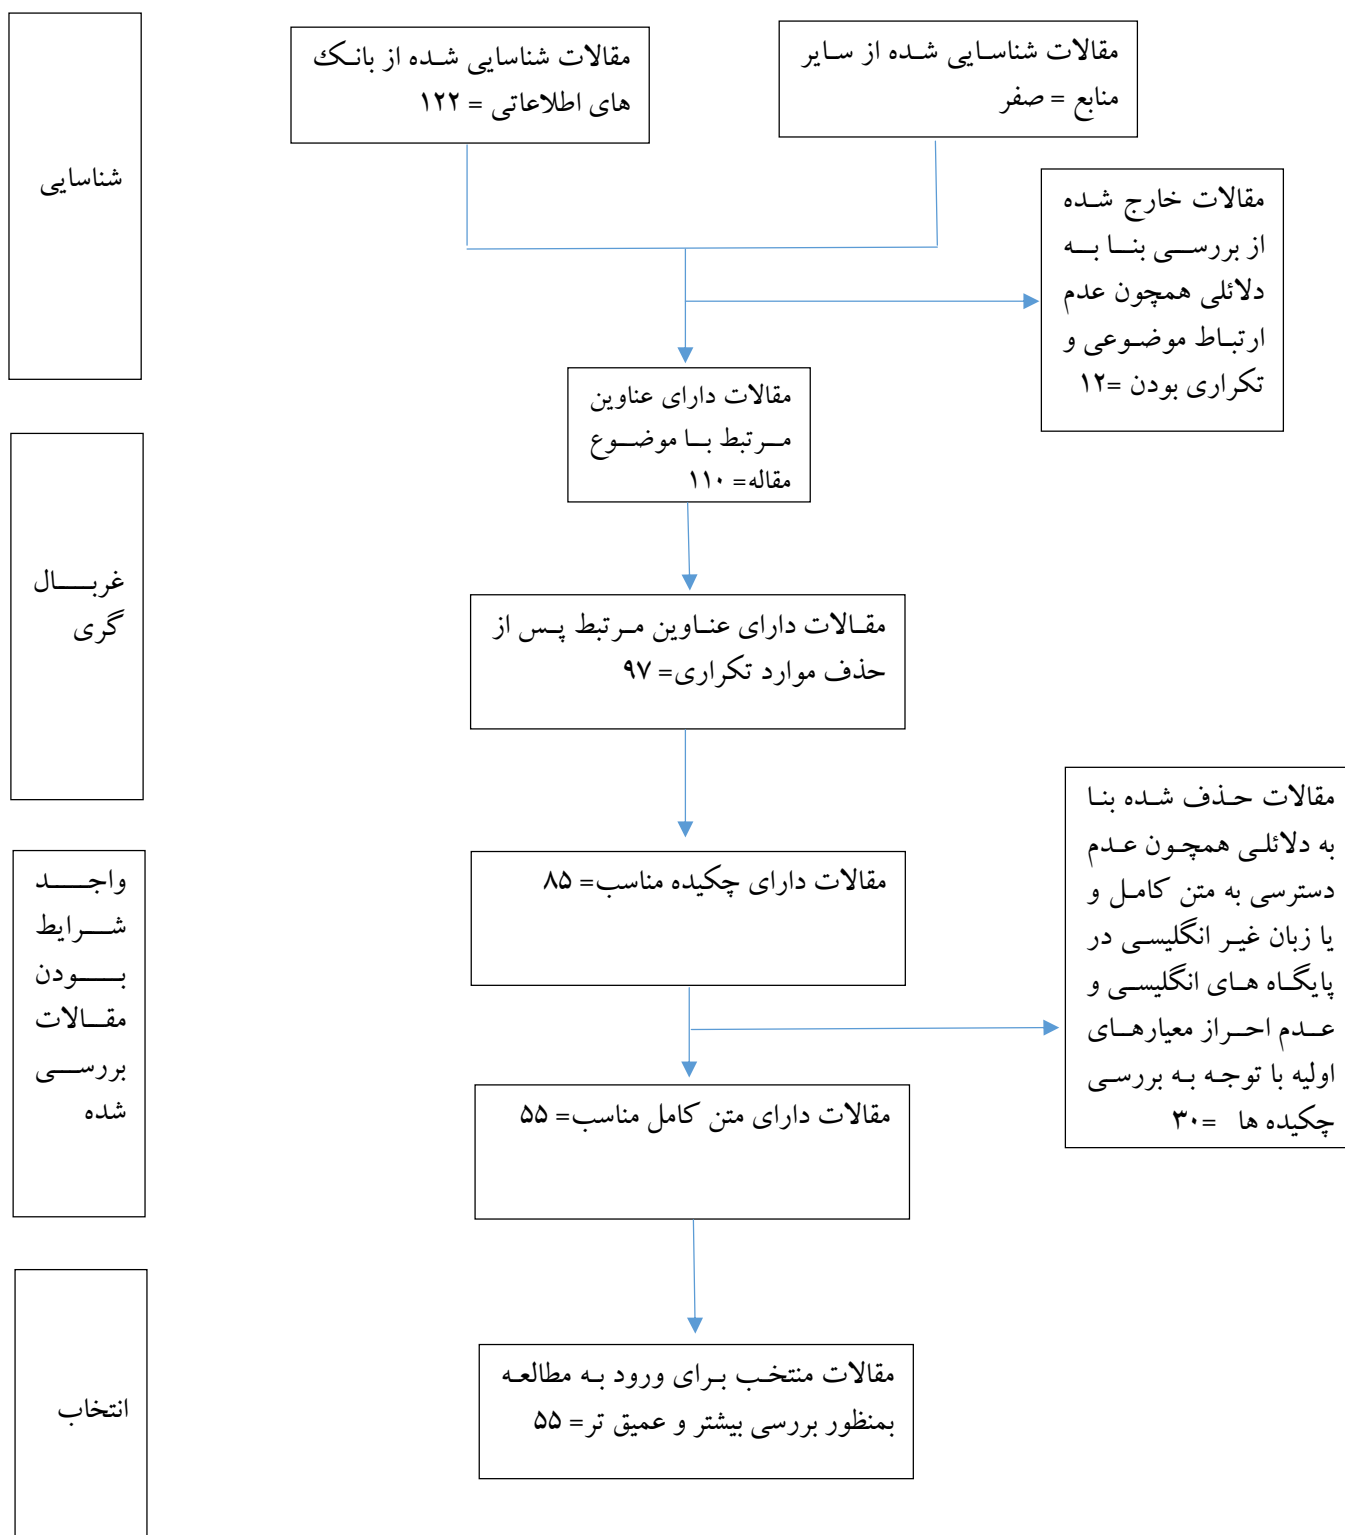 مقالات شناسایی شده از سایر
منابع = صفر
مقالات شناسایی شده از بانک
های اطلاعاتی = ۱۲۲
شناسایی
مقالات خارج شده
از بررسی بنا به
دلائلی همچون عدم
ارتباط موضوعی و
تکراری بودن =۱۲
مقالات دارای عناوین
مرتبط با موضوع
مقاله= ۱۱۰
غربال
گری
مقالات دارای عناوین مرتبط پس از
حذف موارد تکراری= ۹۷
مقالات حذف شده بنا
به دلائلی همچون عدم
دسترسی به متن کامل و
یا زبان غیر انگلیسی در
پایگاه های انگلیسی و
عدم احراز معیارهای
اولیه با توجه به بررسی
چکیده ها =۳۰
مقالات دارای چکیده مناسب= ۸۵
واجد
شرایط
بودن
مقالات
بررسی
شده
مقالات دارای متن کامل مناسب= ۵۵
مقالات منتخب برای ورود به مطالعه
بمنظور بررسی بیشتر و عمیق تر= ۵۵
انتخاب